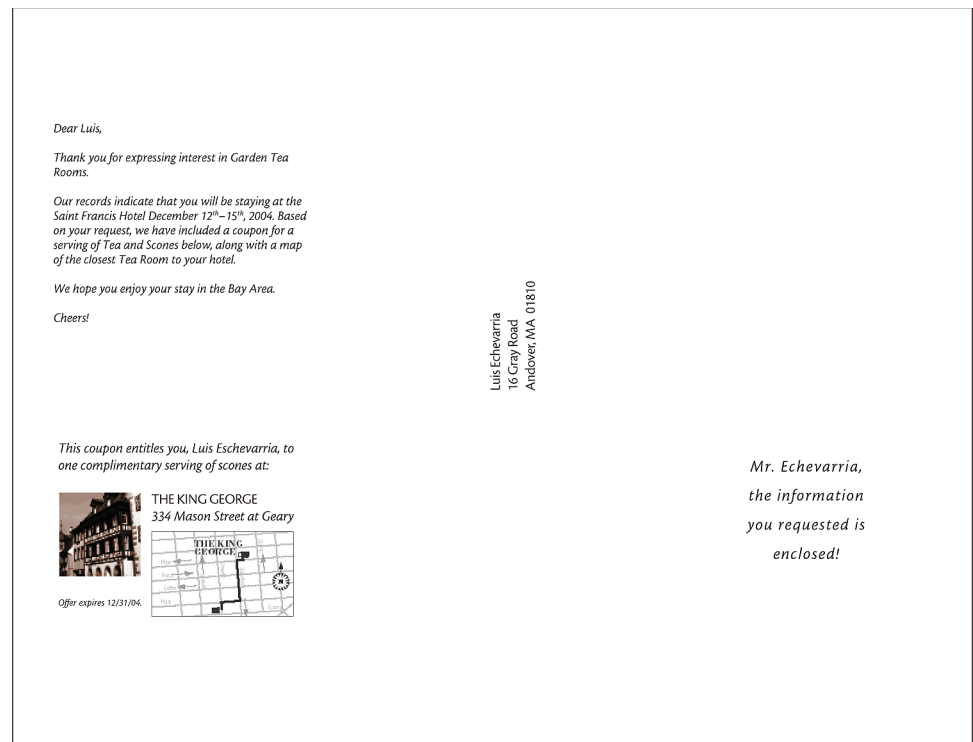 Dear Luis,
Thank you for expressing interest in Garden Tea
Rooms.
Our records indicate that you will be staying at the
Saint Francis Hotel December 12th–15th, 2004. Based
on your request, we have included a coupon for a
serving of Tea and Scones below, along with a map
of the closest Tea Room to your hotel.
We hope you enjoy your stay in the Bay Area.
Cheers!
This coupon entitles you, Luis Eschevarria, to
one complimentary serving of scones at:
THE KING GEORGE
334 Mason Street at Geary
THE KING
GEORGE
Post
Offer expires 12/31/04.
Luis Echevarria
16 Gray Road
Andover, MA 01810
Mr. Echevarria,
the information
you requested is
enclosed!